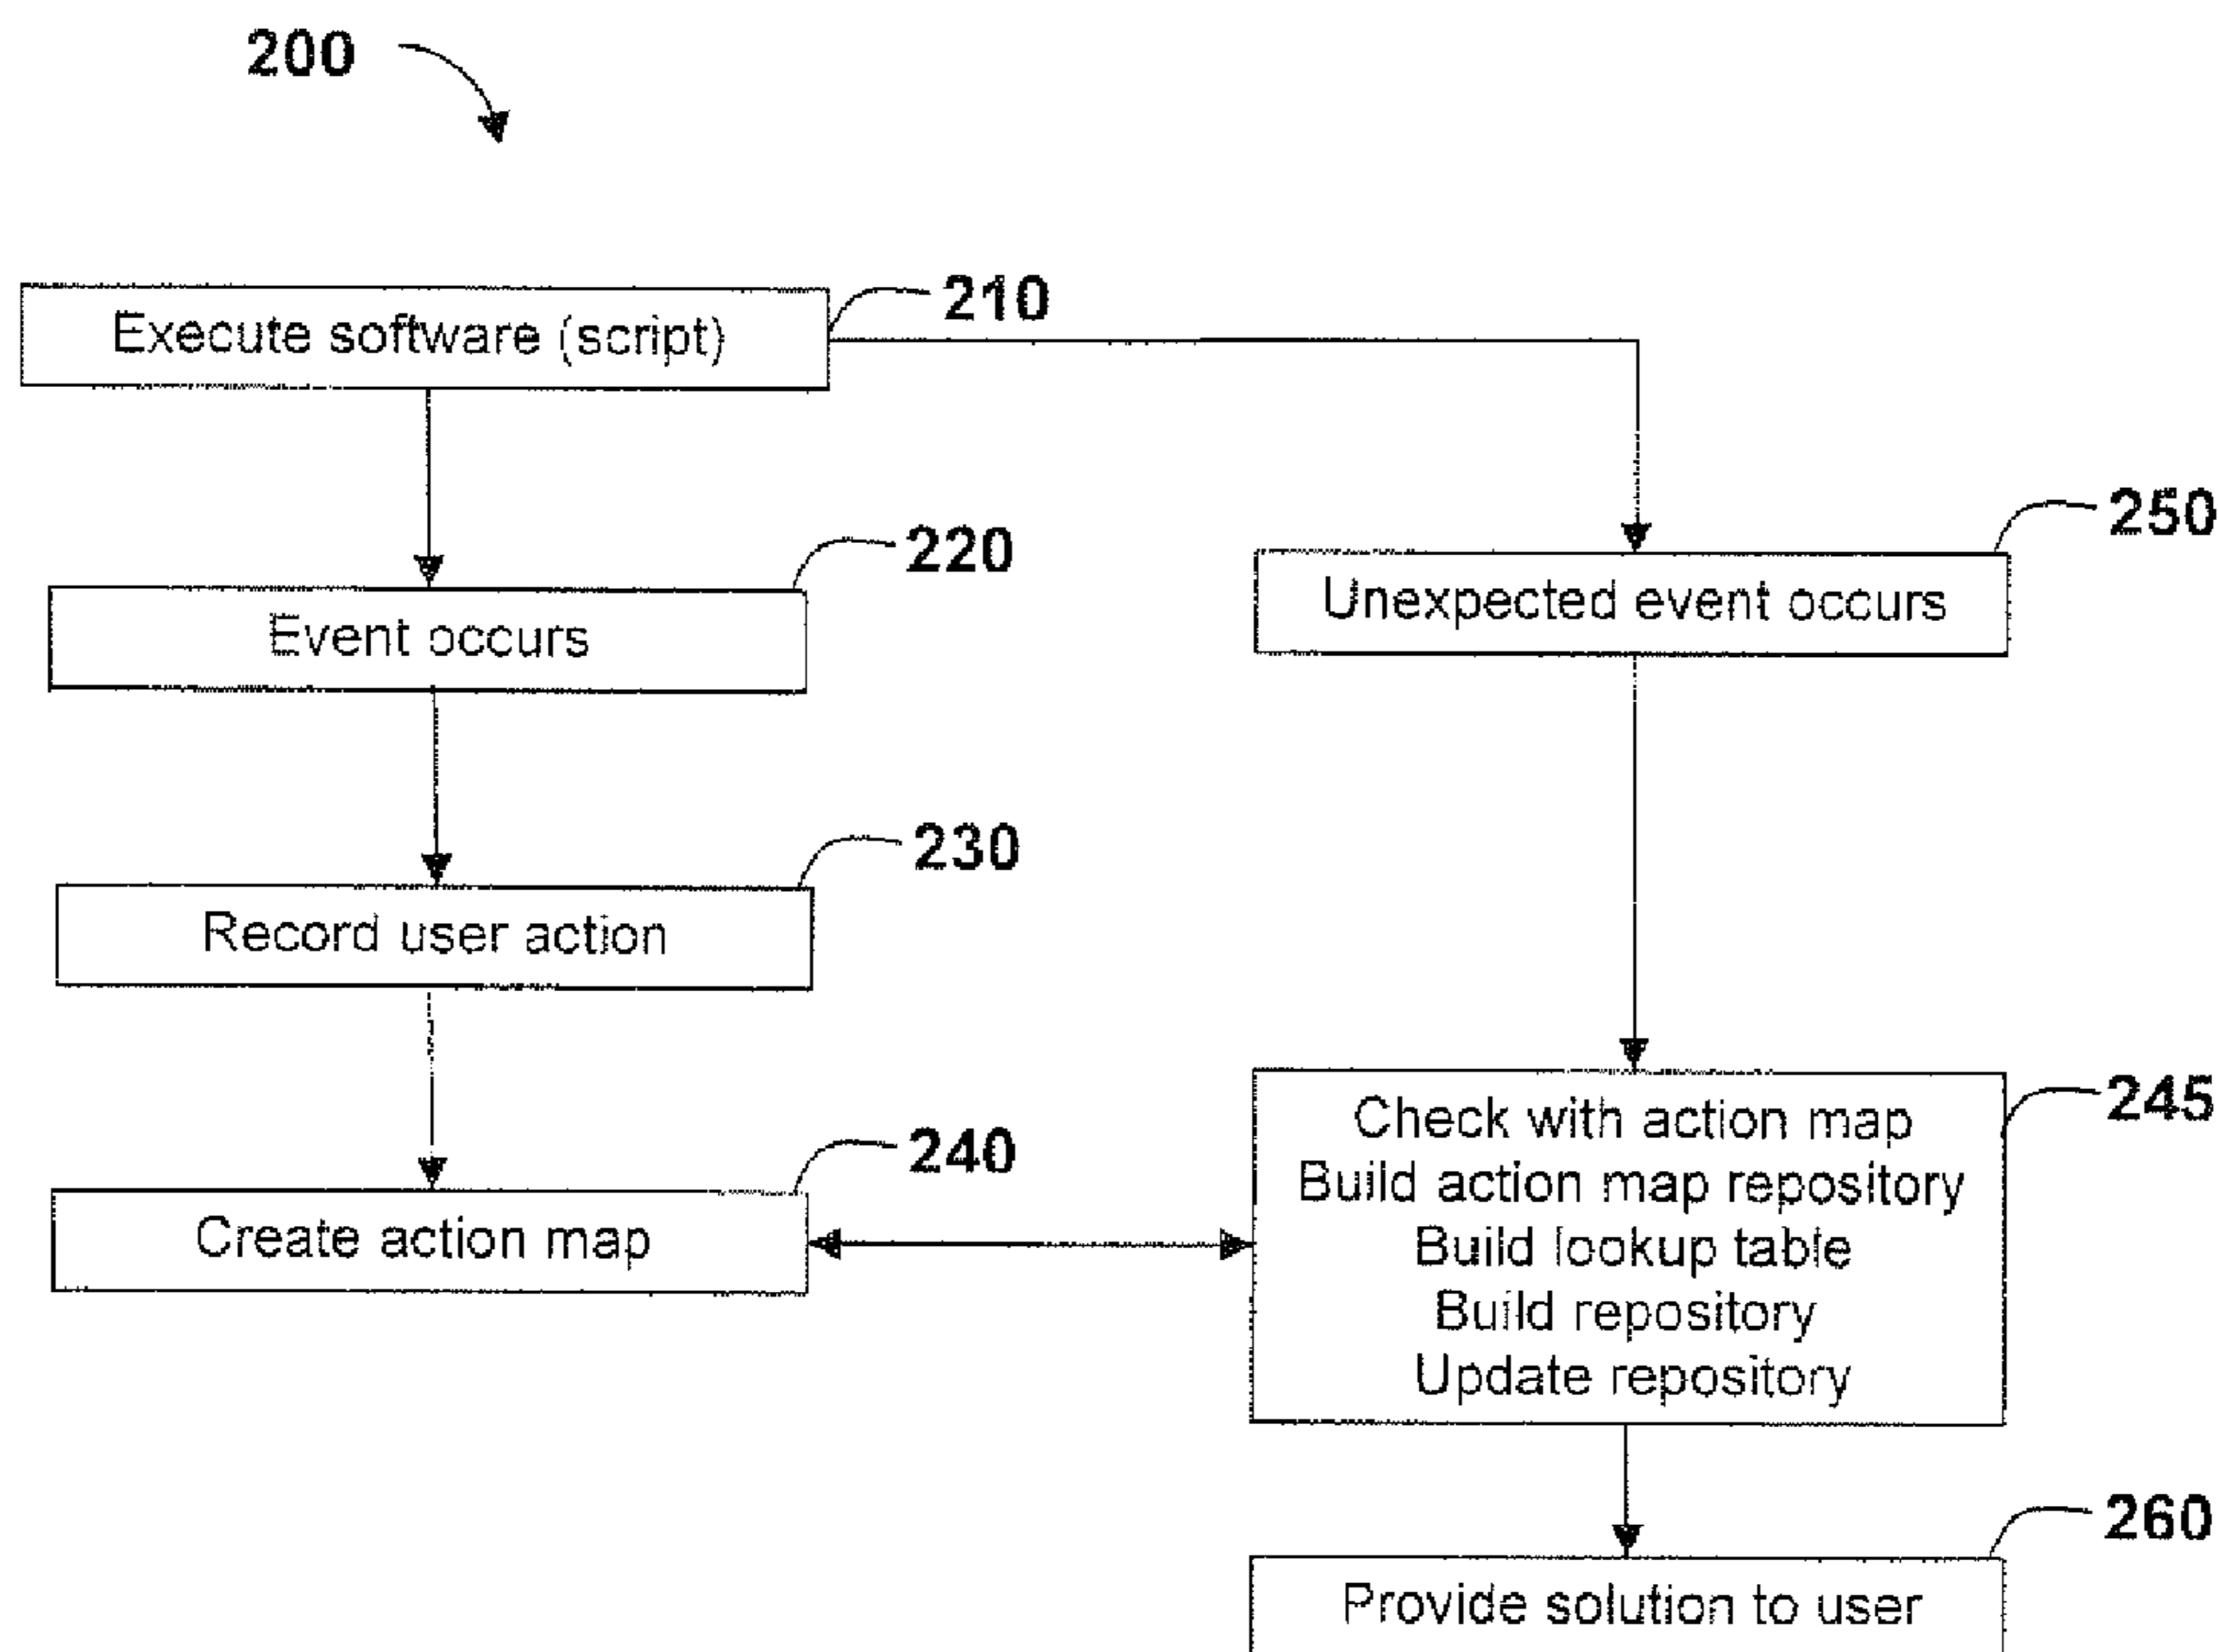 200
Execute software (script)
210
Event occurs
220
Unexpected event occurs
250
Record user action
230
Create action map
240
Check with action map
Build action map repository
Build lookup table
Build repository
Update repository
245
Provide solution to user
260